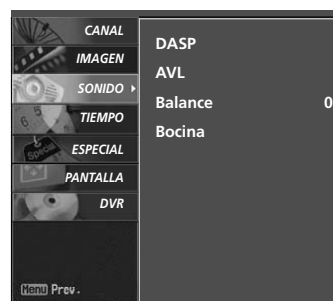 CANAL
IMAGEN
SONIDO
TIEMPO
ESPECIAL
PANTALLA
DVR
DASP
AVL
Balance 0
Bocina
Menu Prev.